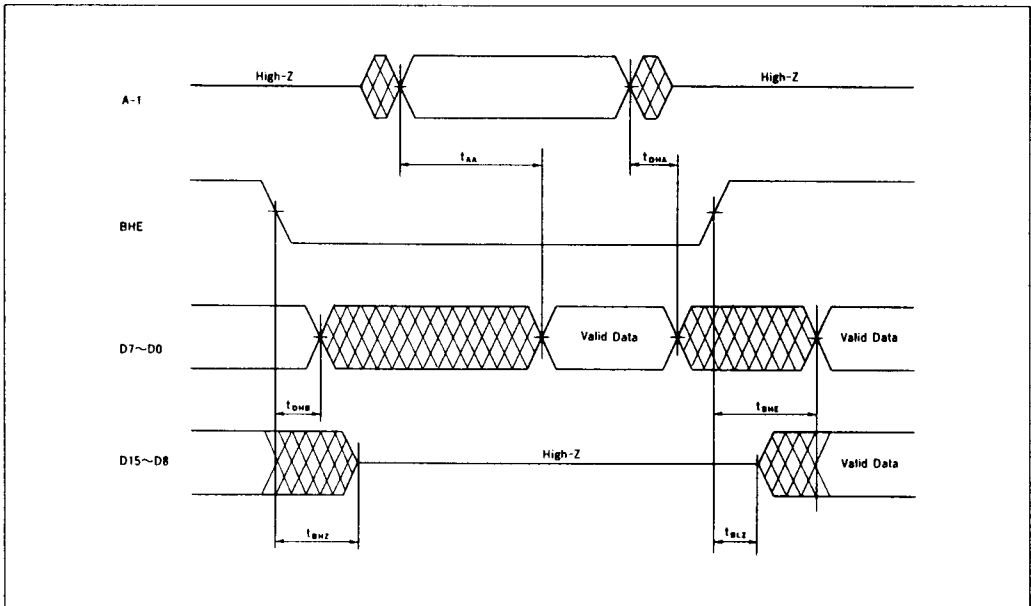 High-Z
High-Z
A-1
tAA
tDHA
BHE
D7~D0
Valid Data
Valid Data
tDHB
tBHE
D15~D8
High-Z
Valid Data
tBHZ
tBLZ